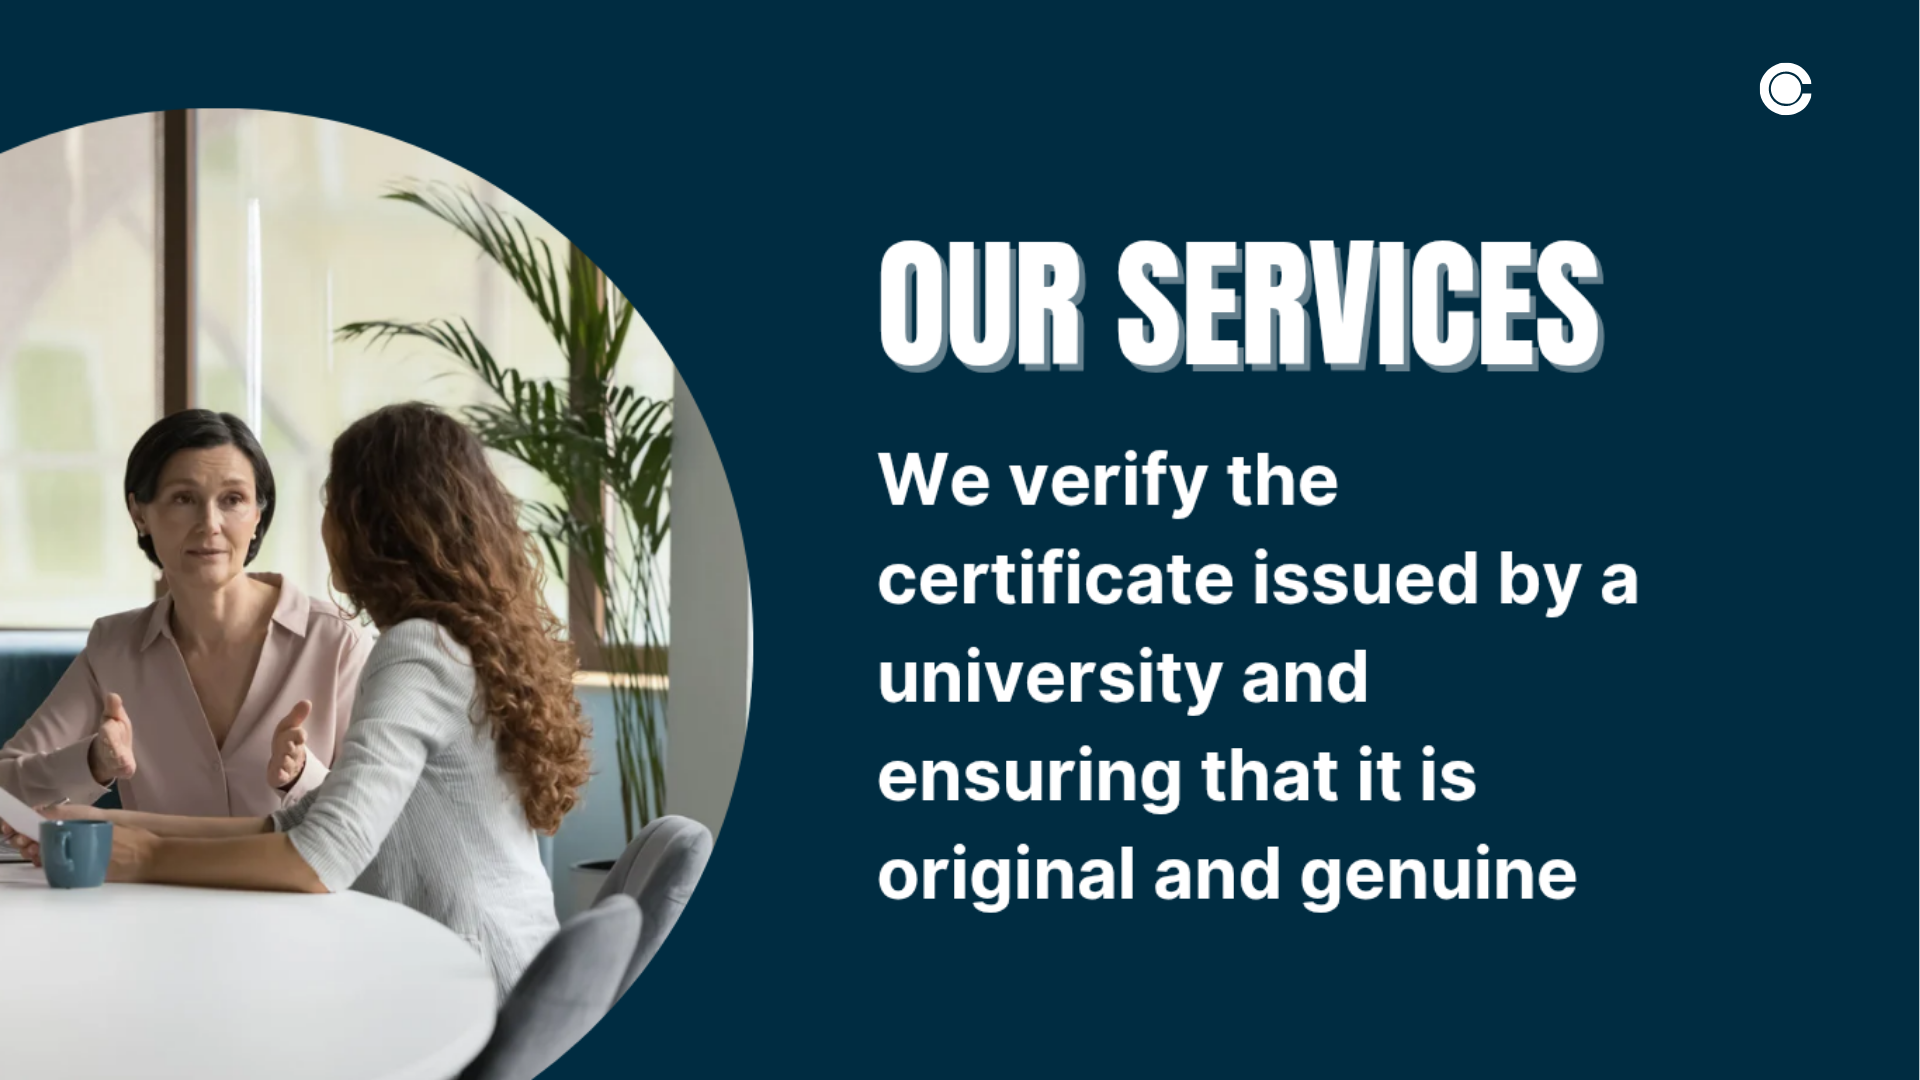 OUR SERVICES
We verify the
certificate issued by a
university and
ensuring that it is
original and genuine